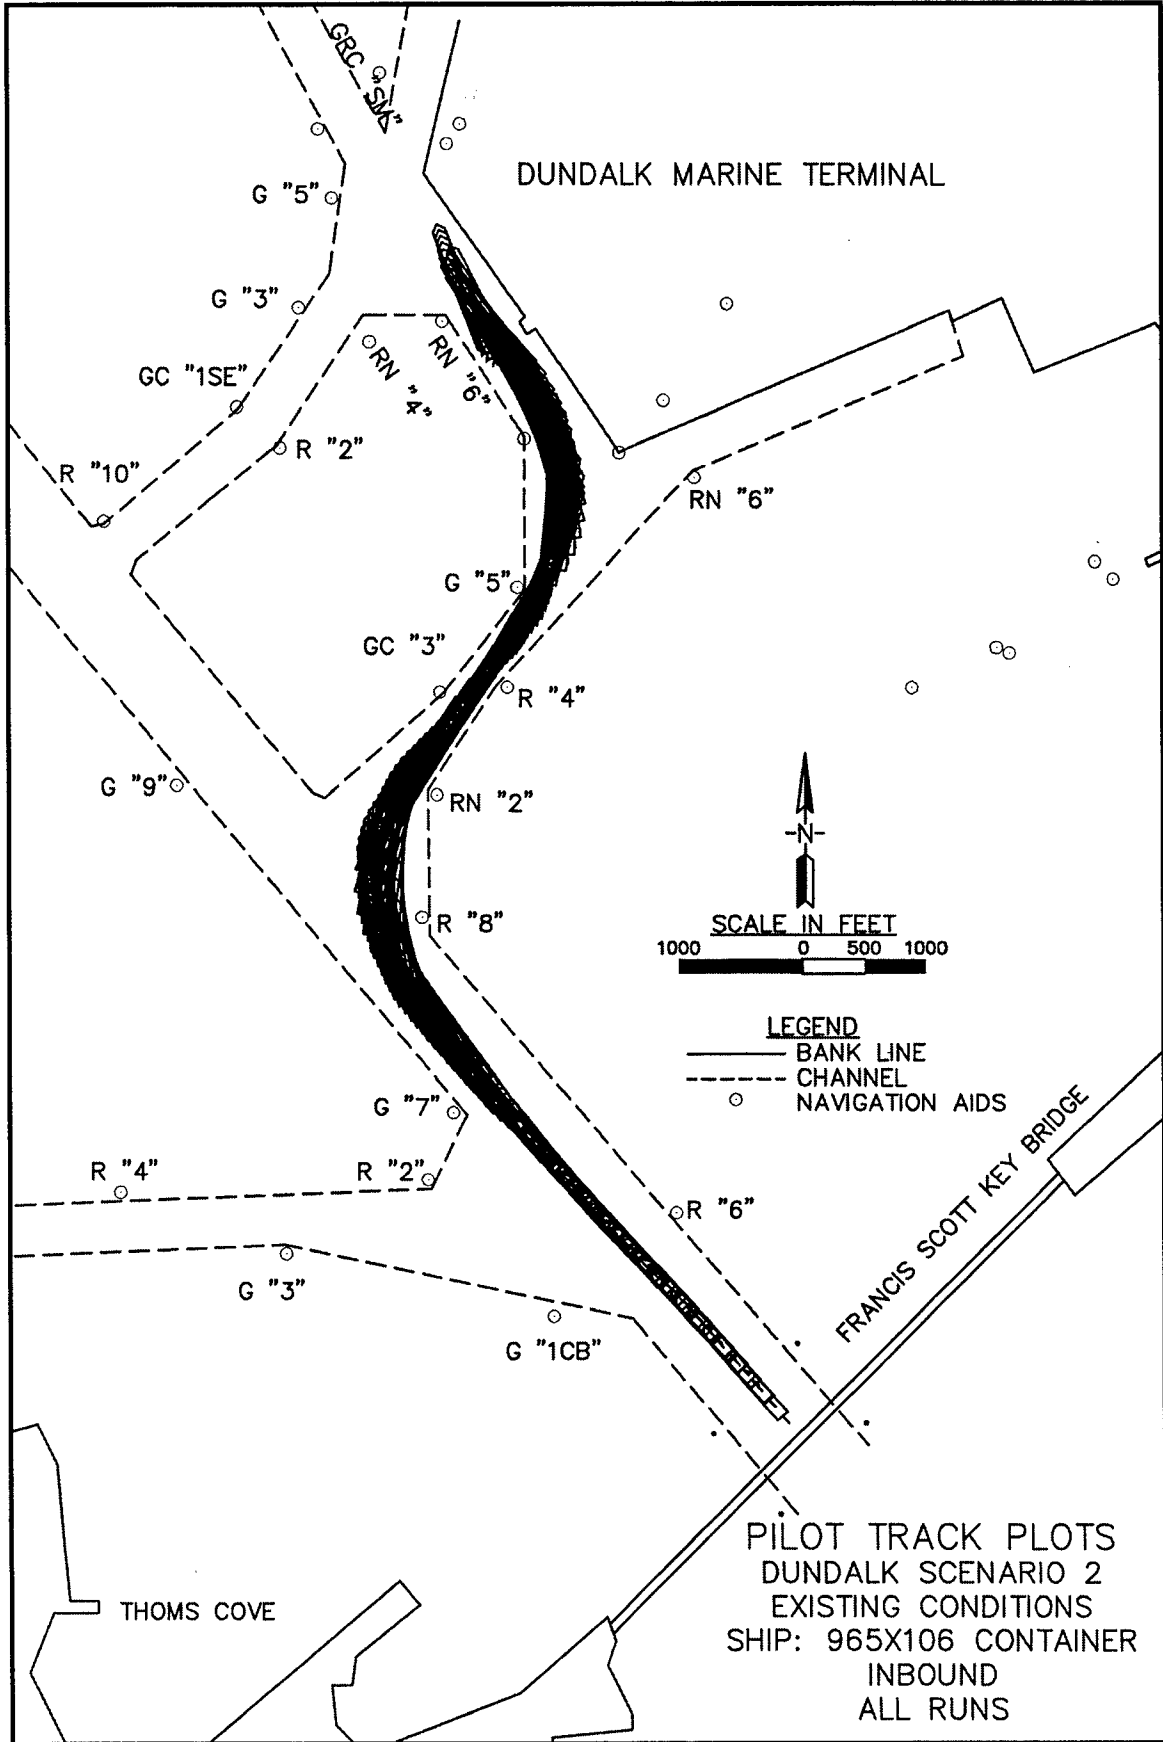 GRC "SM"
DUNDALK MARINE TERMINAL
G "5"
G "3"
RN "4"
RN "6"
GC "1SE"
R "2"
R "10"
RN "6"
G "5"
GC "3"
R "4"
G "9"
RN "2"
-N-
R "8"
SCALE IN FEET
1000 0 500 1000
LEGEND
BANK LINE
CHANNEL
NAVIGATION AIDS
G "7"
R "4"
R "2"
R "6"
FRANCIS SCOTT KEY BRIDGE
G "3"
G "1CB"
THOMS COVE
PILOT TRACK PLOTS
DUNDALK SCENARIO 2
EXISTING CONDITIONS
SHIP: 965X106 CONTAINER
INBOUND
ALL RUNS